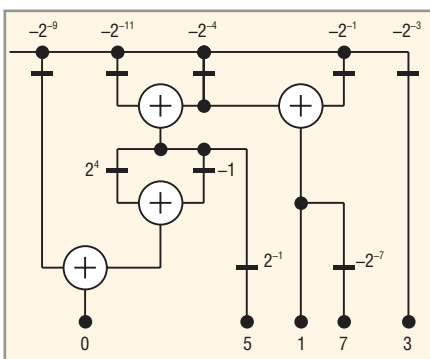 –2⁻⁹ –2⁻¹¹ –2⁻⁴ –2⁻¹ –2⁻³
+ +
2⁴ –1
+
+ 2⁻¹ –2⁻⁷
0 5 1 7 3